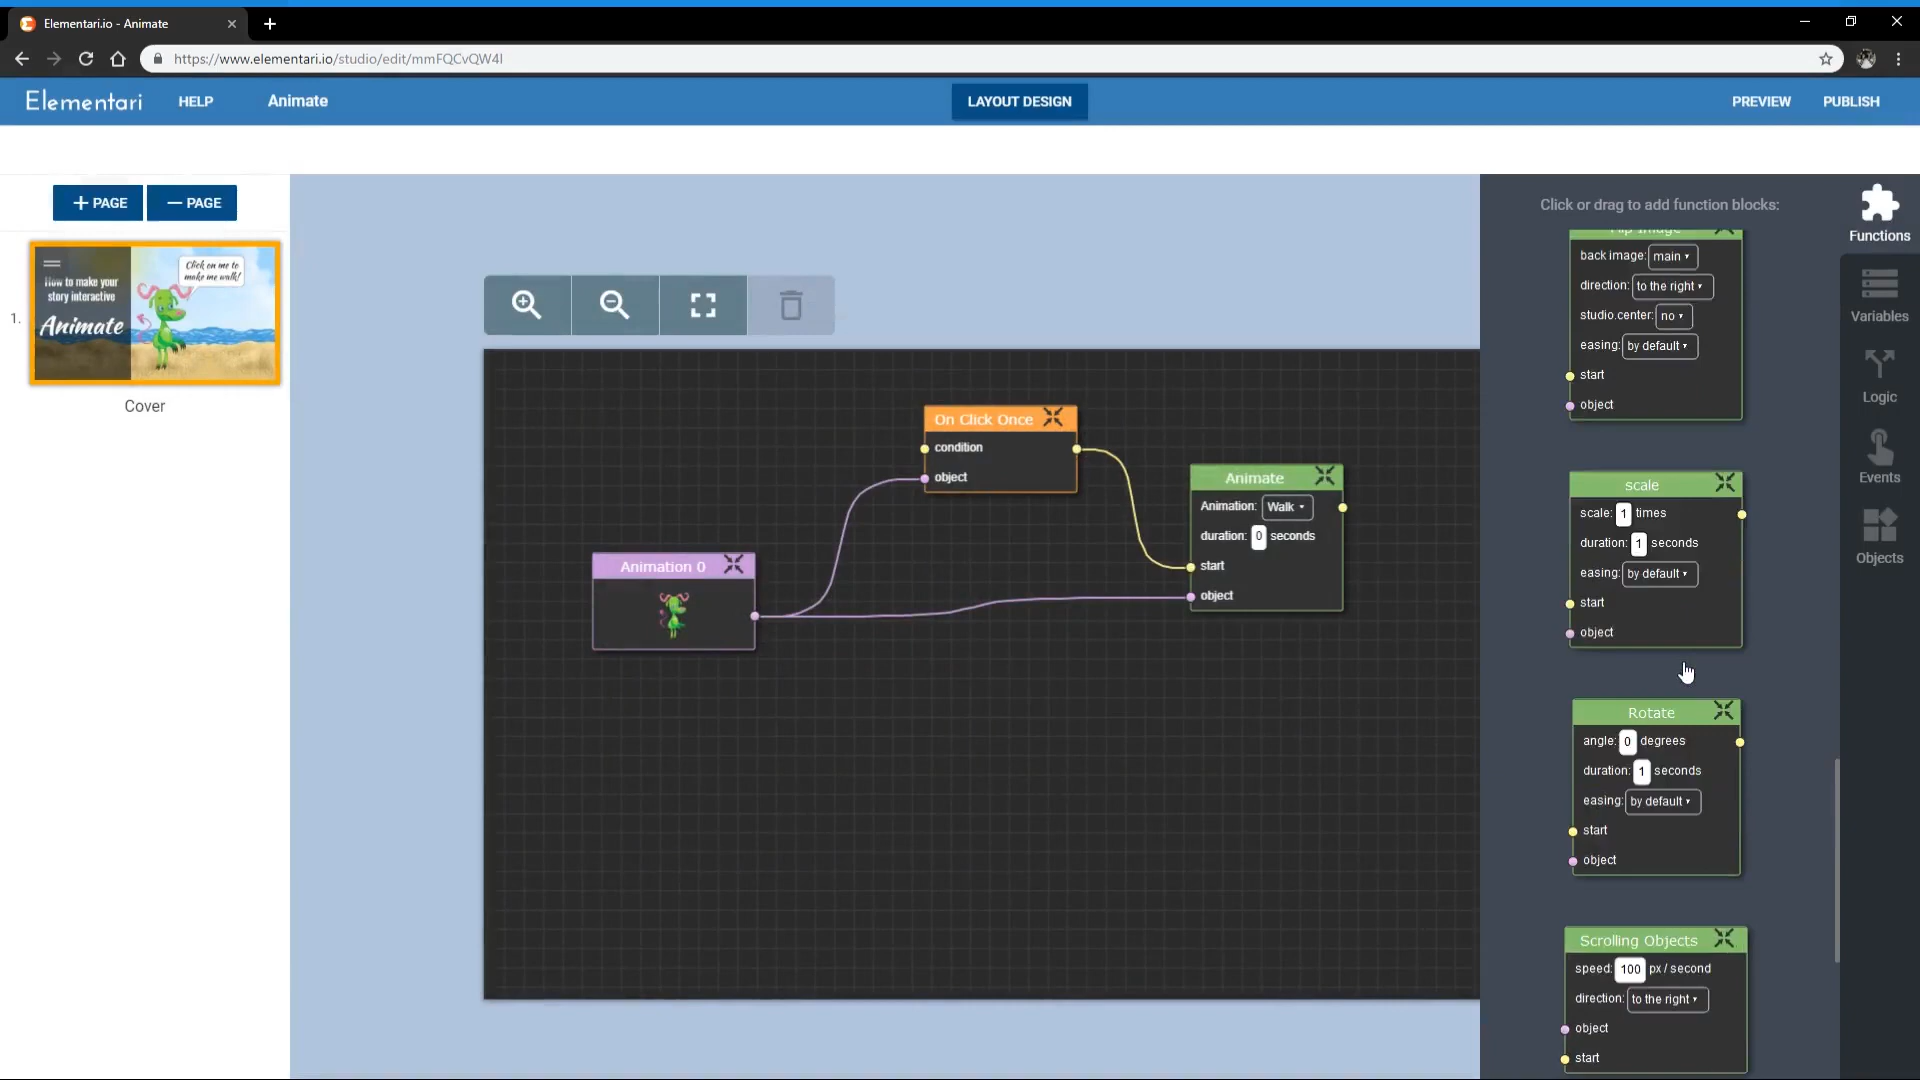 Elementari.io - Animate
https://www.elementari.io/studio/edit/mmFQCvQW4I
Elementari
HELP
Animate
LAYOUT DESIGN
PREVIEW
PUBLISH
+ PAGE
— PAGE
1.
How to make your
story interactive
Animate
Click on me to
make me walk!
Cover
On Click Once
condition
object
Animate
Animation: Walk
duration: 0 seconds
start
object
Animation 0
Click or drag to add function blocks:
Flip Image
back image: main
direction: to the right
studio.center: no
easing: by default
start
object
scale
scale: 1 times
duration: 1 seconds
easing: by default
start
object
Rotate
angle: 0 degrees
duration: 1 seconds
easing: by default
start
object
Scrolling Objects
speed: 100 px / second
direction: to the right
object
start
Functions
Variables
Logic
Events
Objects